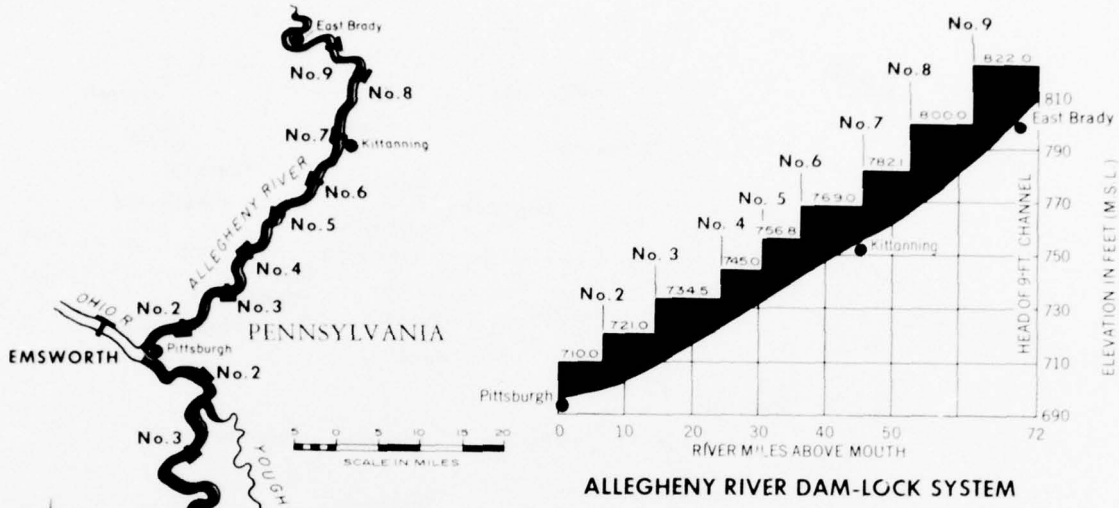 East Brady
No.9
No.8
No.7
Kittanning
No.6
ALLEGHENY RIVER
No.5
No.4
No.3
No.2
OHIO R.
PENNSYLVANIA
EMSWORTH
Pittsburgh
No.2
No.3
YOUGH
5 0 5 15 20
SCALE IN MILES
No.9
822.0
No.8
800.0
No.7
782.1
No.6
769.0
No. 5
756.8
No. 4
745.0
No.3
734.5
No.2
721.0
710.0
Pittsburgh
Kittanning
East Brady
HEAD OF 9-FT. CHANNEL
810
790
770
750
730
710
690
ELEVATION IN FEET (M.S.L.)
0 10 20 30 40 50 72
RIVER MILES ABOVE MOUTH
ALLEGHENY RIVER DAM-LOCK SYSTEM